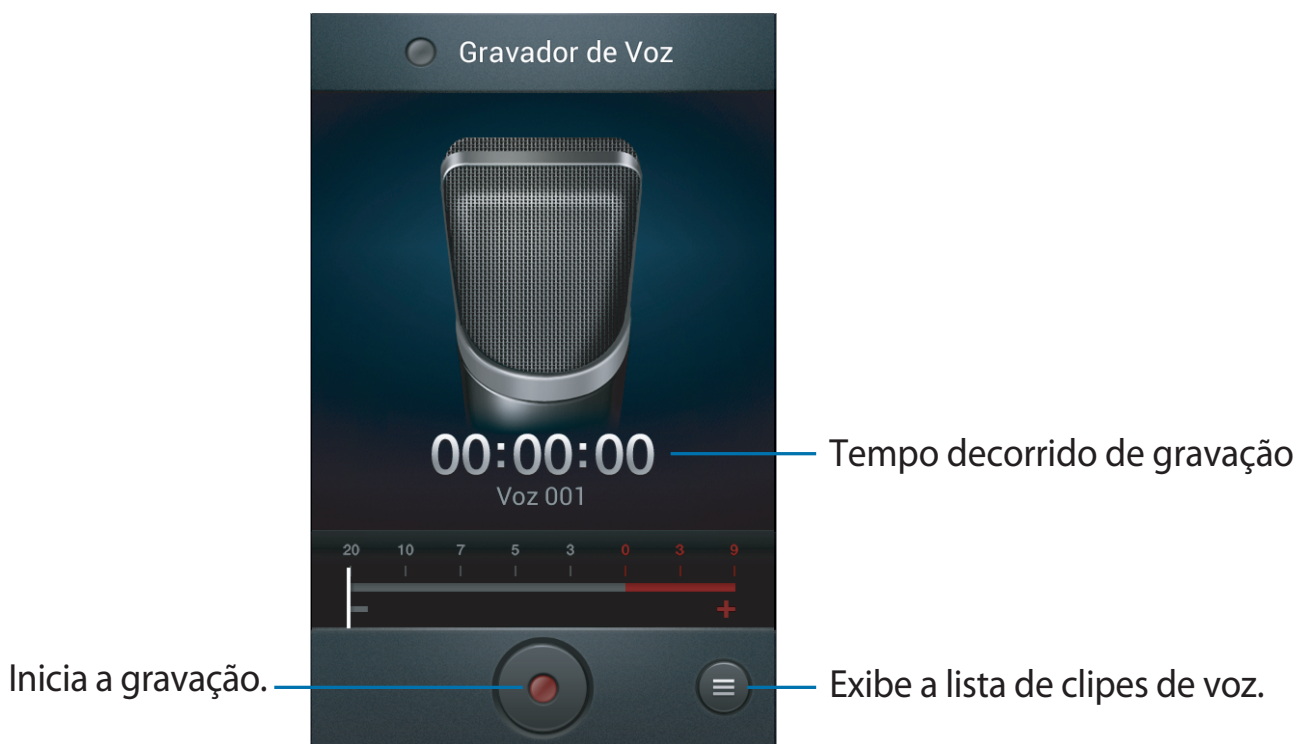 Gravador de Voz
00:00:00
Tempo decorrido de gravação
Voz 001
20 10 7 5 3 0 3 9
- +
Inicia a gravação.
Exibe a lista de clipes de voz.